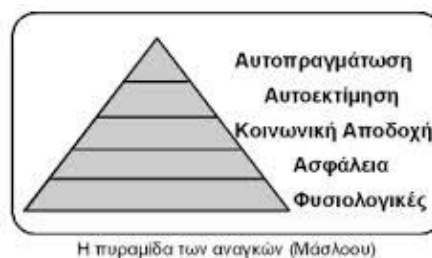 Αυτοπραγμάτωση
Αυτοεκτίμηση
Κοινωνική Αποδοχή
Ασφάλεια
Φυσιολογικές
Η πυραμίδα των αναγκών (Μάσλοου)